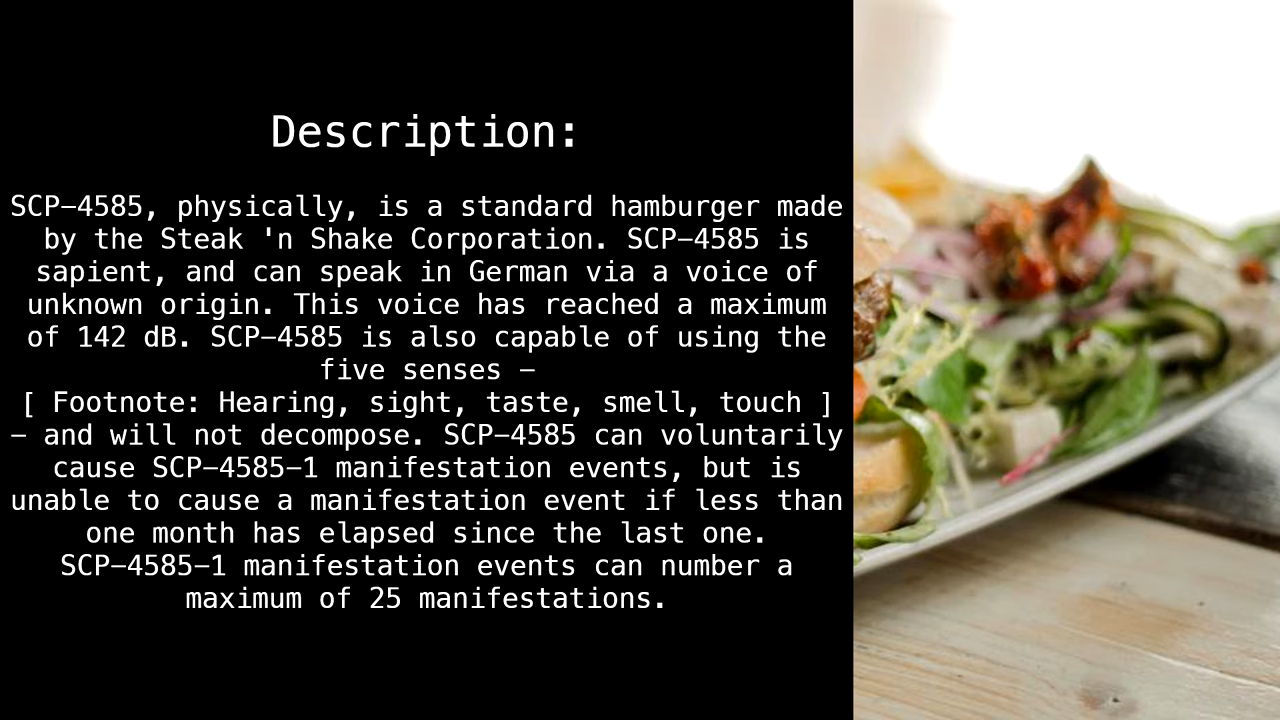 Description:
SCP−4585, physically, is a standard hamburger made
by the Steak 'n Shake Corporation. SCP−4585 is
sapient, and can speak in German via a voice of
unknown origin. This voice has reached a maximum
of 142 dB. SCP−4585 is also capable of using the
five senses −
[ Footnote: Hearing, sight, taste, smell, touch ]
− and will not decompose. SCP−4585 can voluntarily
cause SCP−4585−1 manifestation events, but is
unable to cause a manifestation event if less than
one month has elapsed since the last one.
SCP−4585−1 manifestation events can number a
maximum of 25 manifestations.